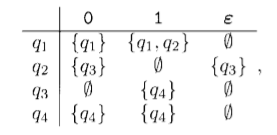 0 1 ε
q₁ {q₁} {q₁, q₂} ∅
q₂ {q₃} ∅ {q₃} ,
q₃ ∅ {q₄} ∅
q₄ {q₄} {q₄} ∅